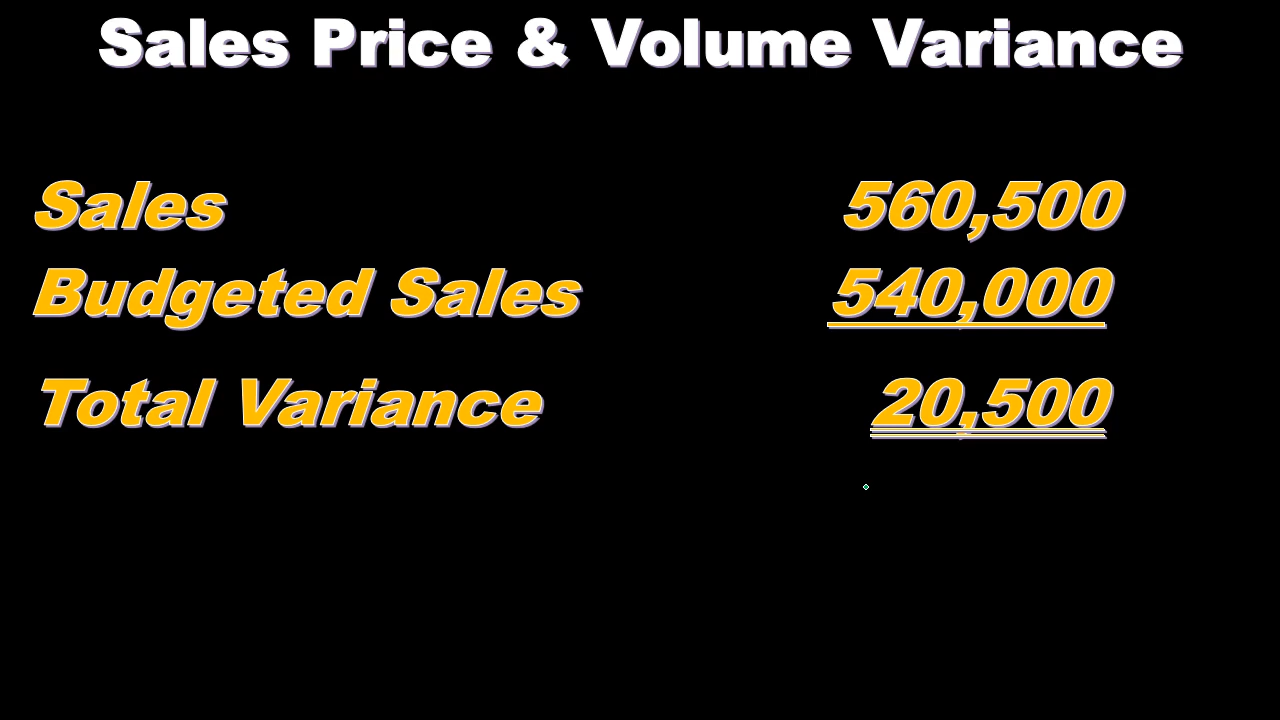 Sales Price & Volume Variance
Sales 560,500
Budgeted Sales 540,000
Total Variance 20,500